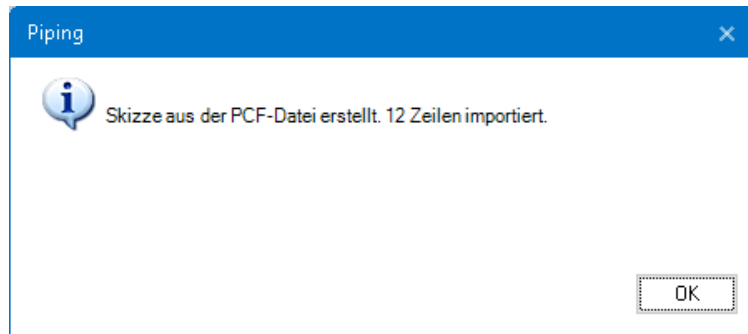 Piping
Skizze aus der PCF-Datei erstellt. 12 Zeilen importiert.
OK